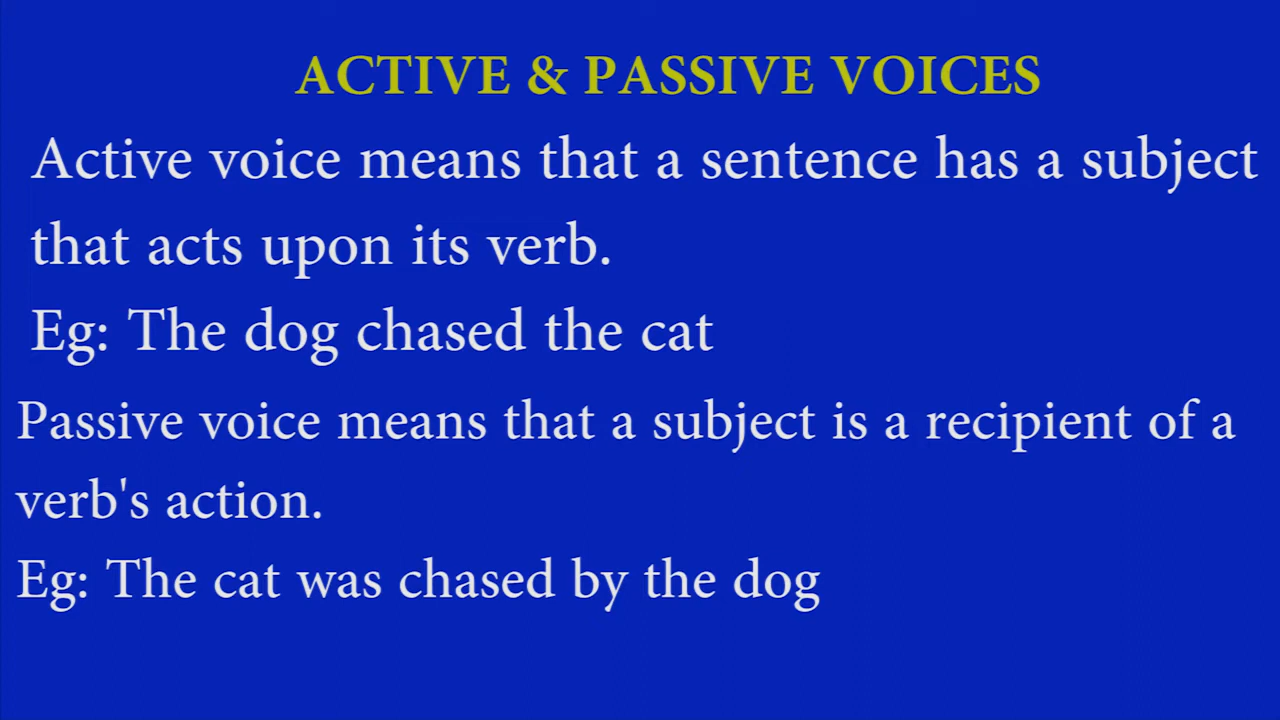 ACTIVE & PASSIVE VOICES
Active voice means that a sentence has a subject
that acts upon its verb.
Eg: The dog chased the cat
Passive voice means that a subject is a recipient of a
verb's action.
Eg: The cat was chased by the dog